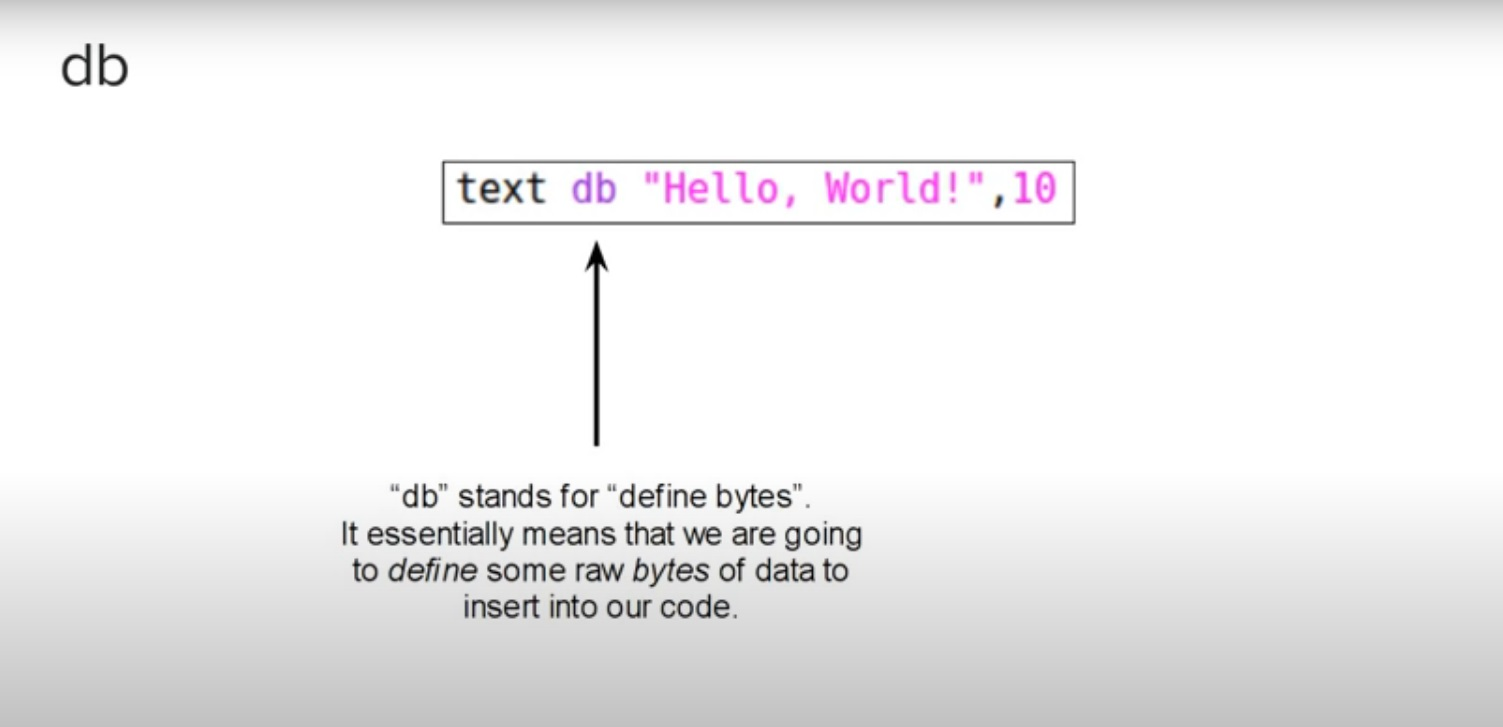 db
text db "Hello, World!",10
“db” stands for “define bytes”.
It essentially means that we are going
to define some raw bytes of data to
insert into our code.